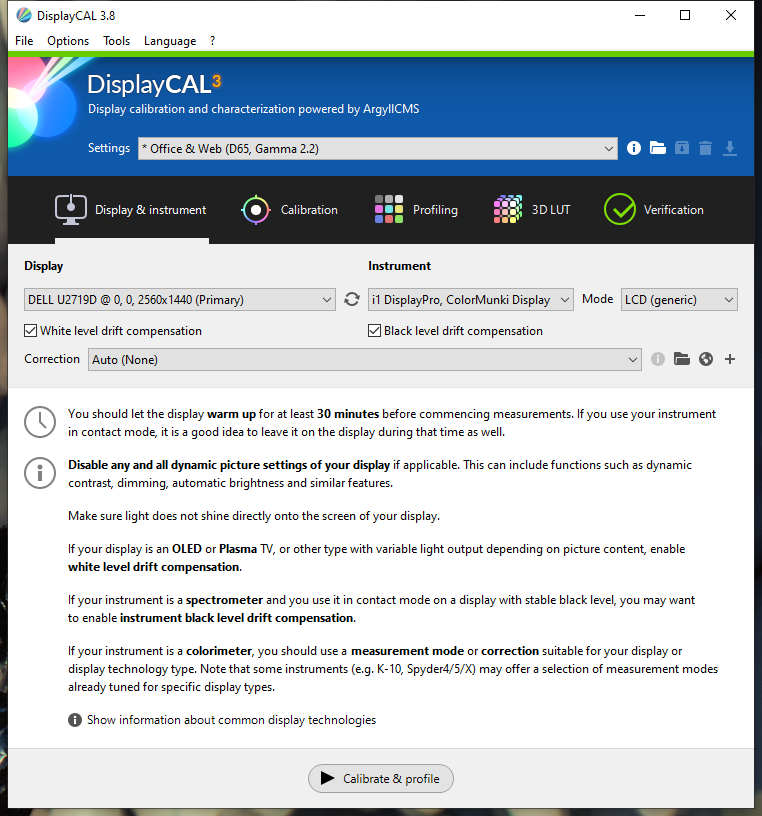 DisplayCAL 3.8
File Options Tools Language ?
DisplayCAL3
Display calibration and characterization powered by ArgyllCMS
Settings * Office & Web (D65, Gamma 2.2)
Display & instrument Calibration Profiling 3D LUT Verification
Display Instrument
DELL U2719D @ 0, 0, 2560x1440 (Primary) i1 DisplayPro, ColorMunki Display Mode LCD (generic)
White level drift compensation Black level drift compensation
Correction Auto (None)
You should let the display warm up for at least 30 minutes before commencing measurements. If you use your instrument
in contact mode, it is a good idea to leave it on the display during that time as well.
Disable any and all dynamic picture settings of your display if applicable. This can include functions such as dynamic
contrast, dimming, automatic brightness and similar features.
Make sure light does not shine directly onto the screen of your display.
If your display is an OLED or Plasma TV, or other type with variable light output depending on picture content, enable
white level drift compensation.
If your instrument is a spectrometer and you use it in contact mode on a display with stable black level, you may want
to enable instrument black level drift compensation.
If your instrument is a colorimeter, you should use a measurement mode or correction suitable for your display or
display technology type. Note that some instruments (e.g. K-10, Spyder4/5/X) may offer a selection of measurement modes
already tuned for specific display types.
Show information about common display technologies
Calibrate & profile